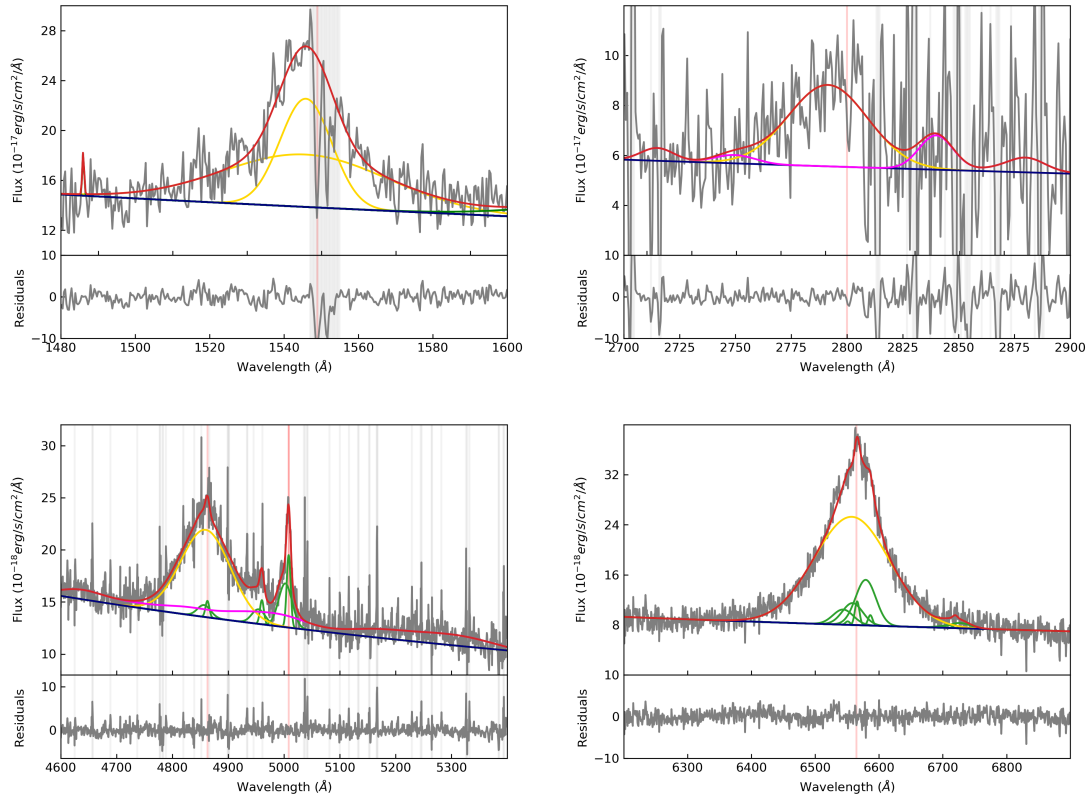 Flux (10⁻¹⁷erg/s/cm²/Å)
28
24
20
16
12
Residuals
10
0
−10
1480 1500 1520 1540 1560 1580 1600
Wavelength (Å)
Flux (10⁻¹⁷erg/s/cm²/Å)
10
8
6
4
Residuals
10
0
−10
2700 2725 2750 2775 2800 2825 2850 2875 2900
Wavelength (Å)
Flux (10⁻¹⁸erg/s/cm²/Å)
30
25
20
15
10
Residuals
10
0
4600 4700 4800 4900 5000 5100 5200 5300
Wavelength (Å)
Flux (10⁻¹⁸erg/s/cm²/Å)
32
24
16
8
Residuals
10
0
−10
6300 6400 6500 6600 6700 6800
Wavelength (Å)